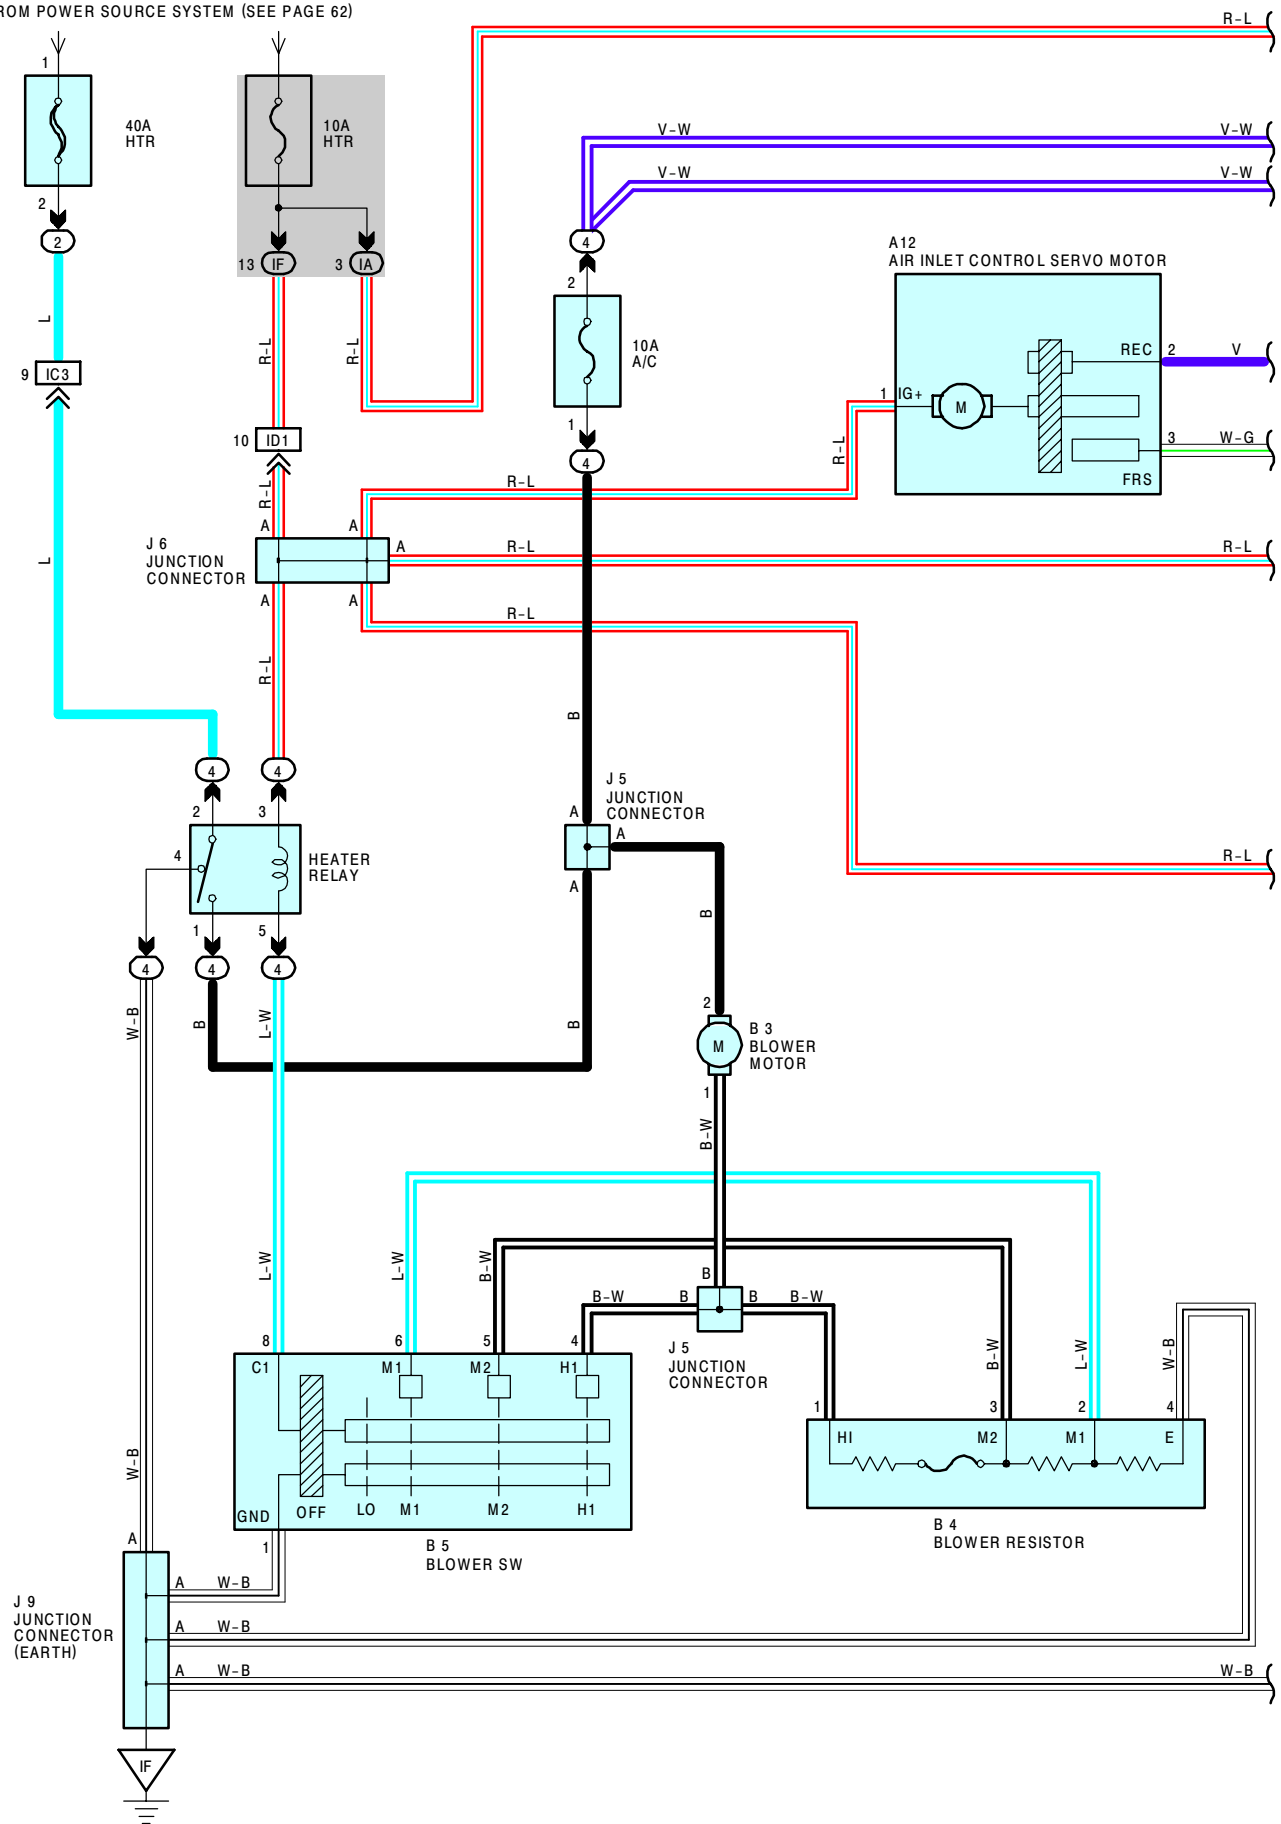 ROM POWER SOURCE SYSTEM (SEE PAGE 62)
R-L
1
40A
HTR
10A
HTR
V-W
V-W
V-W
V-W
2
2
13
IF
3
IA
4
2
A12
AIR INLET CONTROL SERVO MOTOR
L
R-L
R-L
10A
A/C
REC
2
V
9
IC3
1
IG+
M
1
10
ID1
4
R-L
3
W-G
FRS
R-L
R-L
A
A
A
R-L
R-L
J 6
JUNCTION
CONNECTOR
L
A
A
R-L
R-L
B
4
4
J 5
JUNCTION
CONNECTOR
2
3
A
A
4
HEATER
RELAY
R-L
A
1
5
B
4
4
4
W-B
B
L-W
B
2
M
B 3
BLOWER
MOTOR
1
B-W
L-W
L-W
B-W
B
B-W
B
B
B-W
8
6
5
4
J 5
JUNCTION
CONNECTOR
B-W
L-W
W-B
C1
M1
M2
H1
1
3
2
4
HI
M2
M1
E
W-B
GND
OFF
LO
M1
M2
H1
B 4
BLOWER RESISTOR
A
1
B 5
BLOWER SW
J 9
JUNCTION
CONNECTOR
(EARTH)
A
W-B
A
W-B
A
W-B
W-B
IF